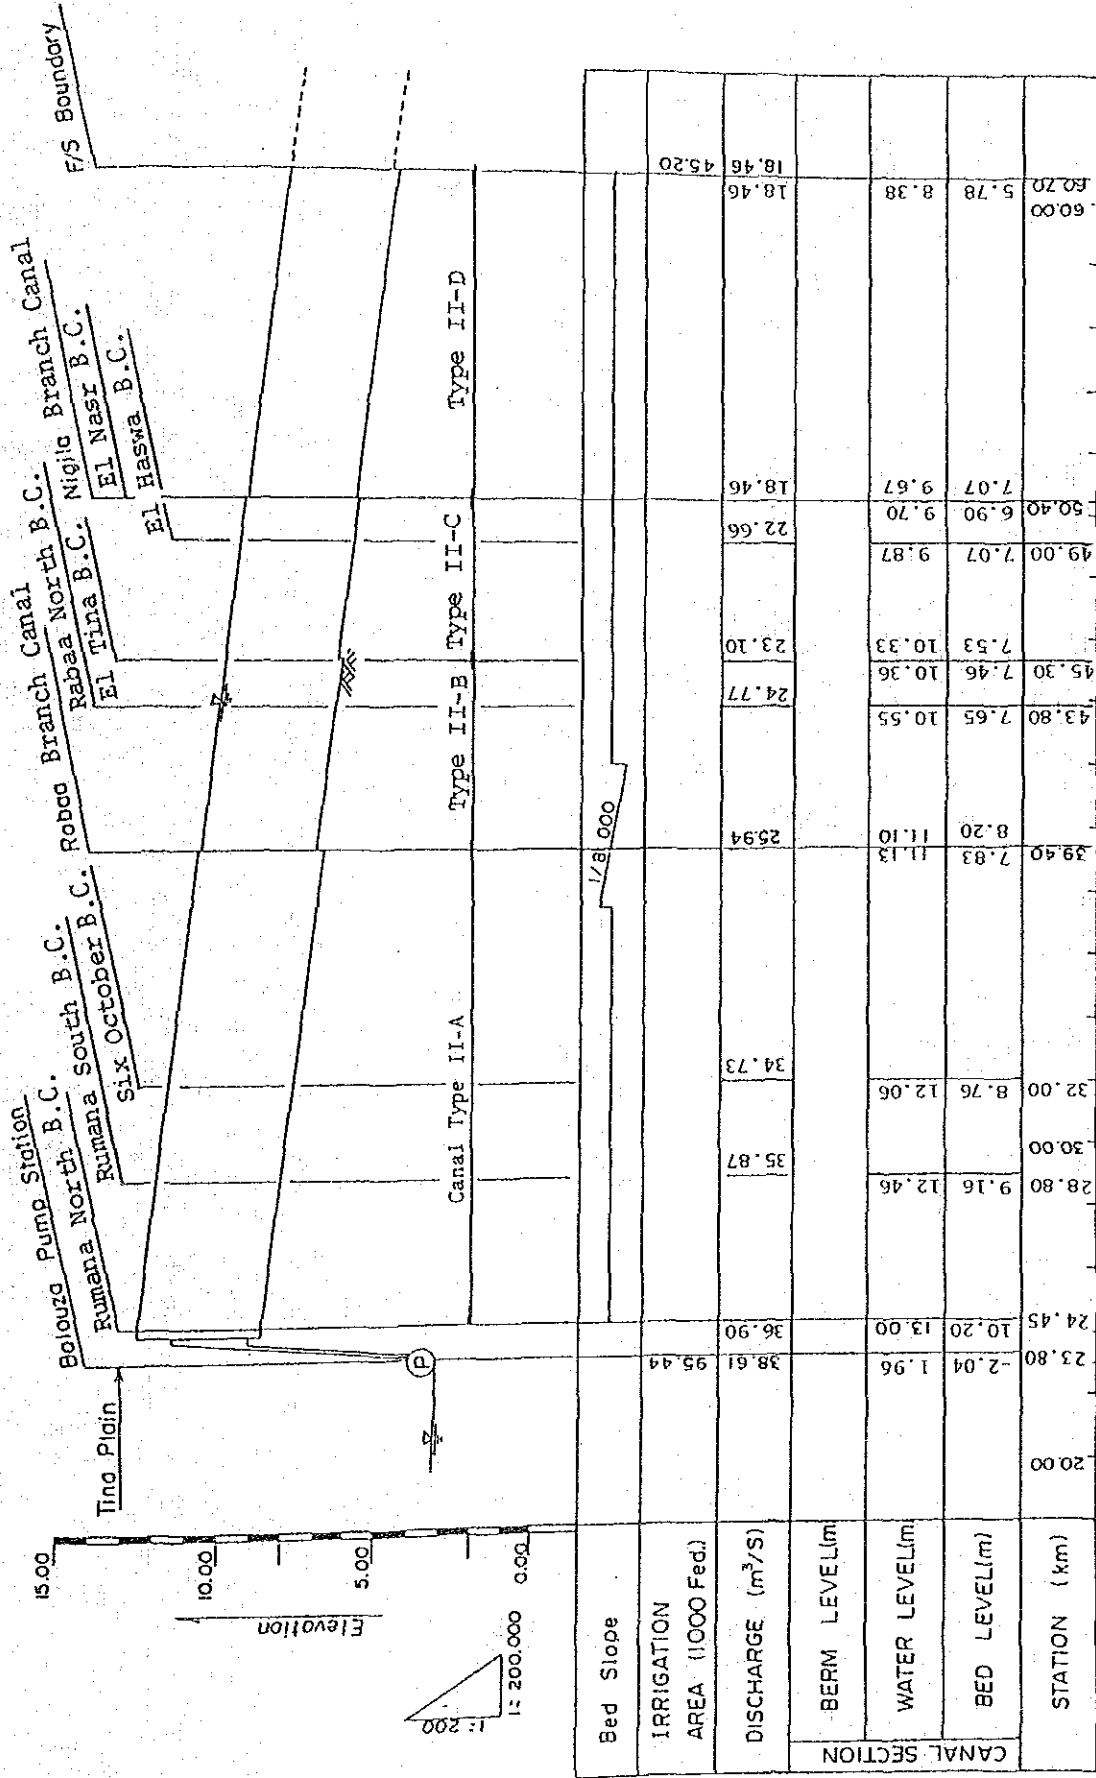 Balouza Pump Station
Rumana North B.C.
Rumana South B.C.
Six October B.C.
Rabaa Branch Canal
Rabaa North B.C.
El Tina B.C.
Nigila Branch Canal
El Nasr B.C.
El Haswa B.C.
F/S Boundary
Tina Plain
15.00
10.00
5.00
0.00
Elevation
1: 200
1: 200.000
P
Canal Type II-A
Type II-B
Type II-C
Type II-D
Bed Slope
1/8.000
IRRIGATION
AREA (1000 Fed.)
95.44
45.20
DISCHARGE (m³/S)
38.61
36.90
35.87
34.73
25.94
24.77
23.10
22.66
18.46
18.46
18.46
CANAL SECTION
BERM LEVEL(m
WATER LEVEL(m
1.96
13.00
12.46
12.06
11.13
11.10
10.55
10.36
10.33
9.87
9.70
9.67
8.38
BED LEVEL(m)
-2.04
10.20
9.16
8.76
7.83
8.20
7.65
7.46
7.53
7.07
6.90
7.07
5.78
STATION (km)
20.00
23.80
24.45
28.80
30.00
32.00
39.40
43.80
45.30
49.00
50.40
60.00
60.70